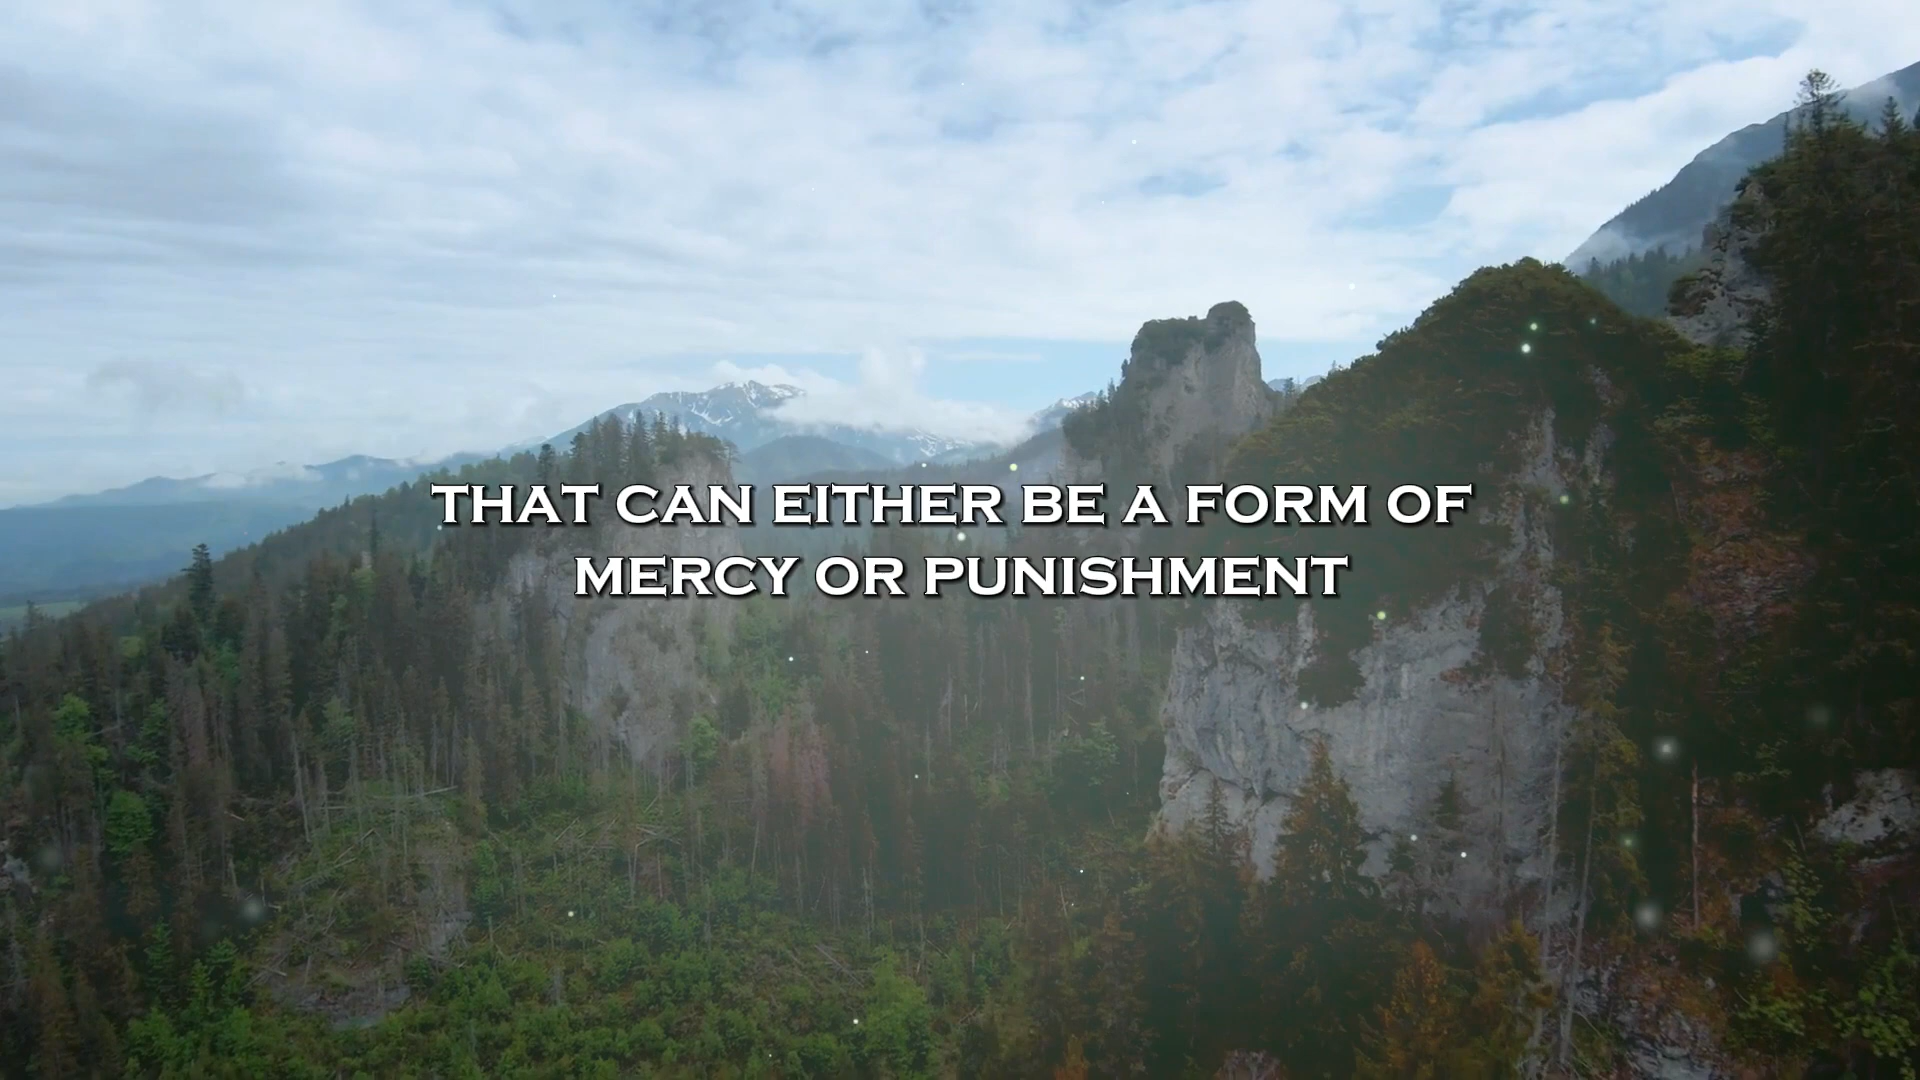 THAT CAN EITHER BE A FORM OF
MERCY OR PUNISHMENT